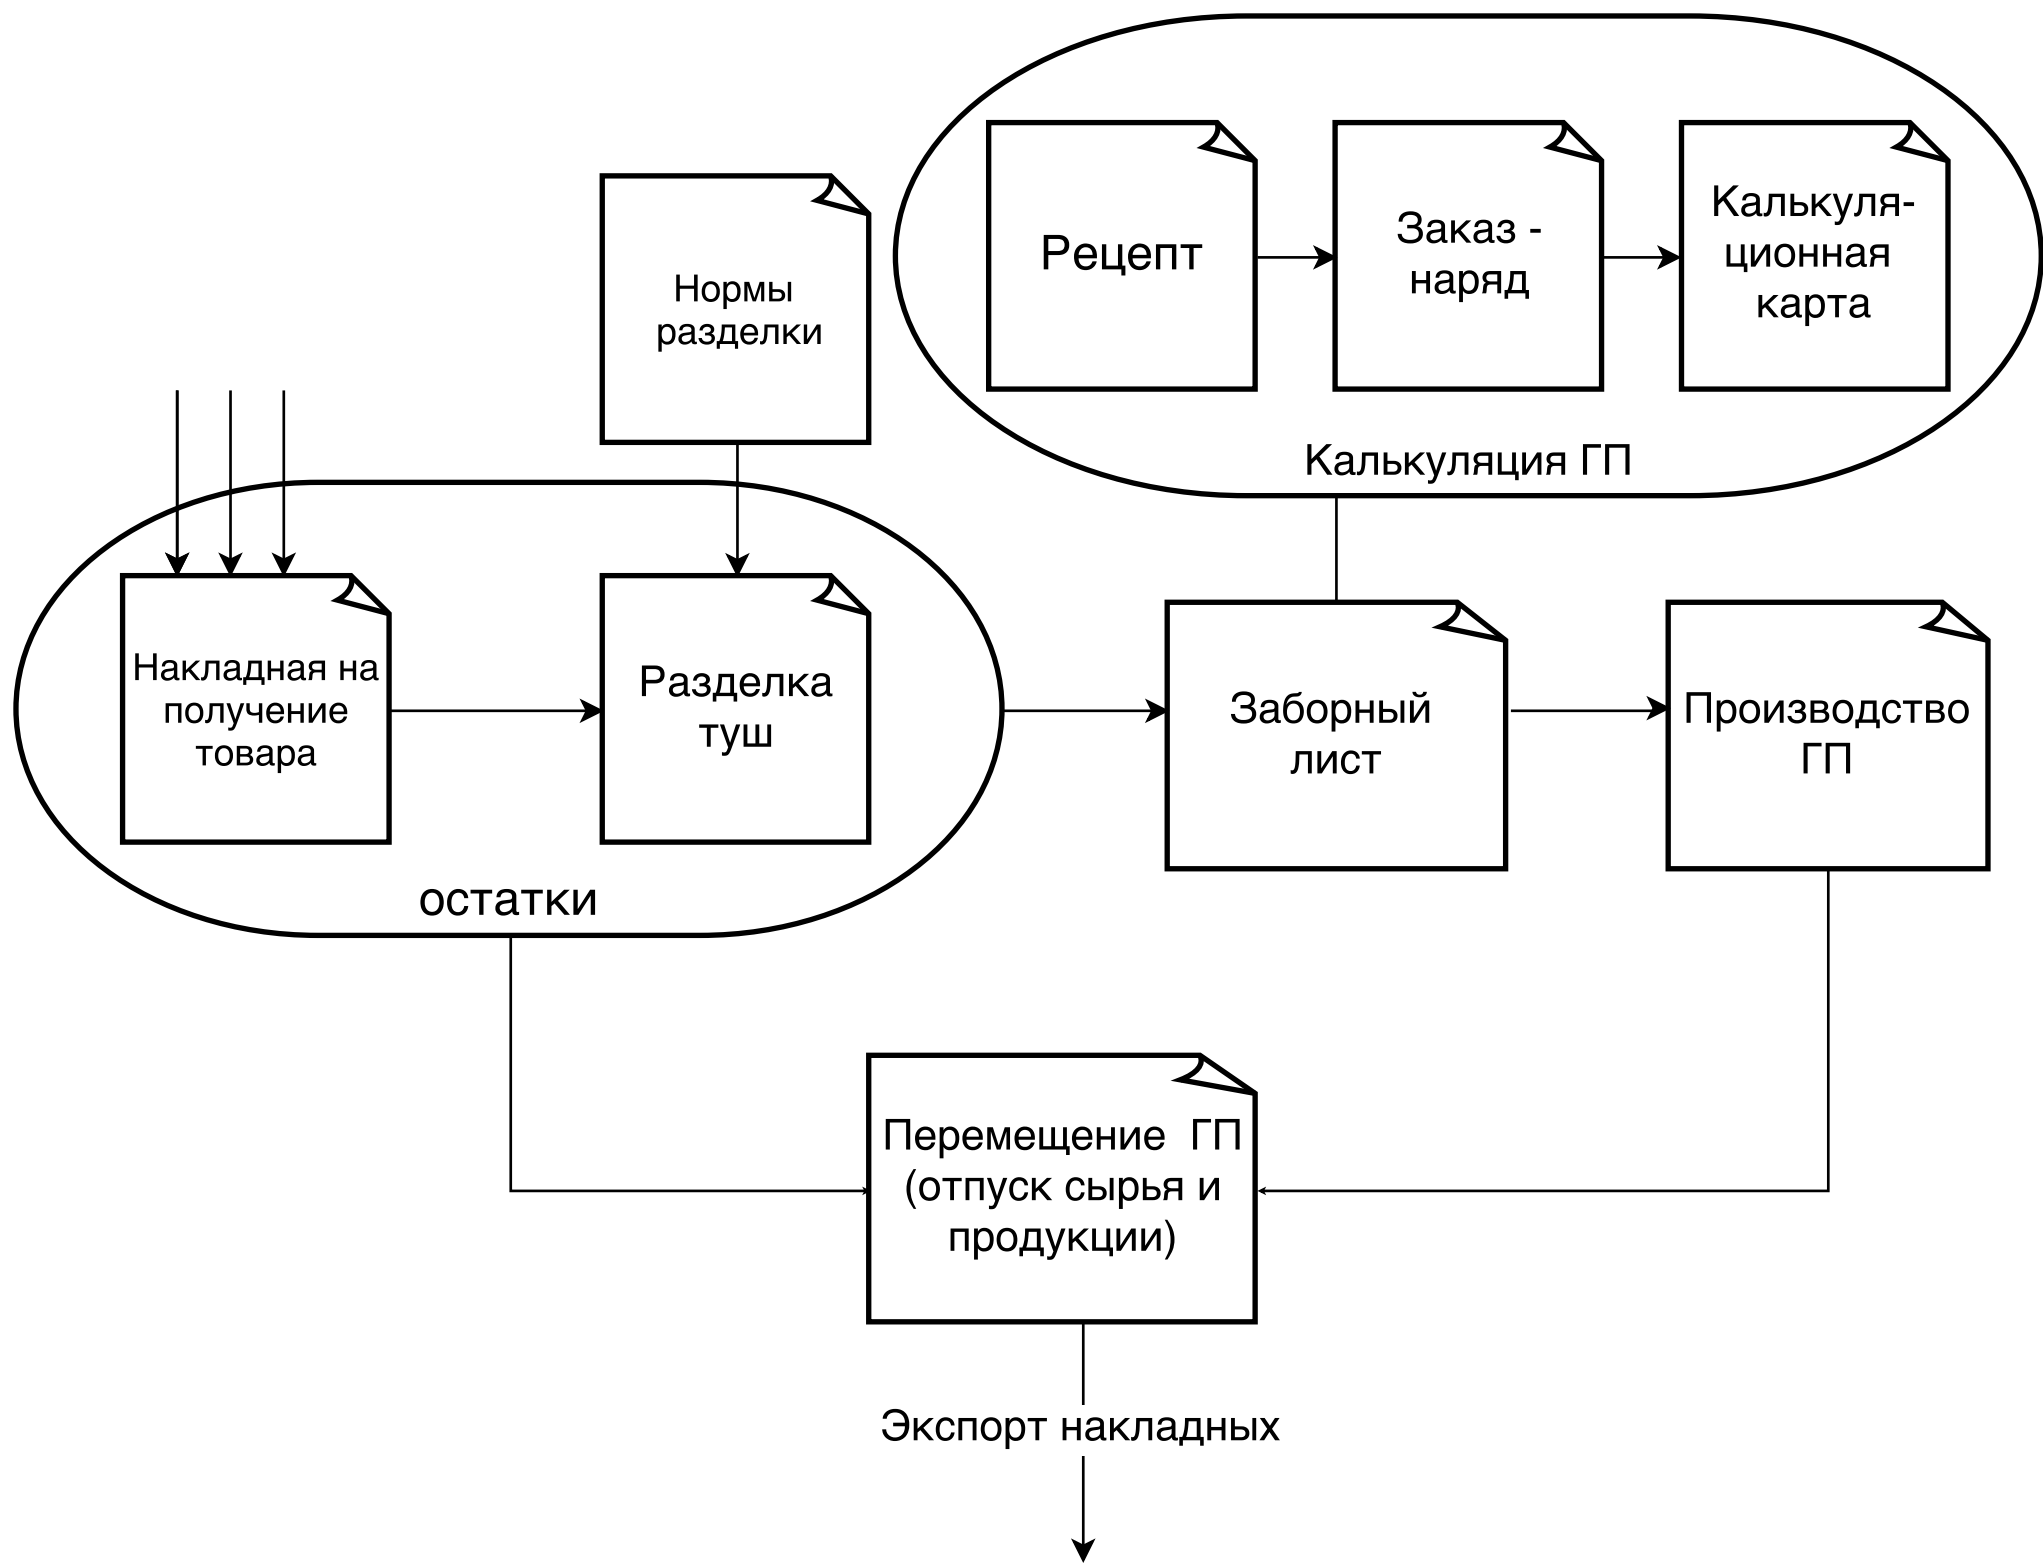 Рецепт
Заказ -
наряд
Калькуля-
ционная
карта
Калькуляция ГП
Нормы
разделки
Накладная на
получение
товара
Разделка
туш
остатки
Заборный
лист
Производство
ГП
Перемещение ГП
(отпуск сырья и
продукции)
Экспорт накладных